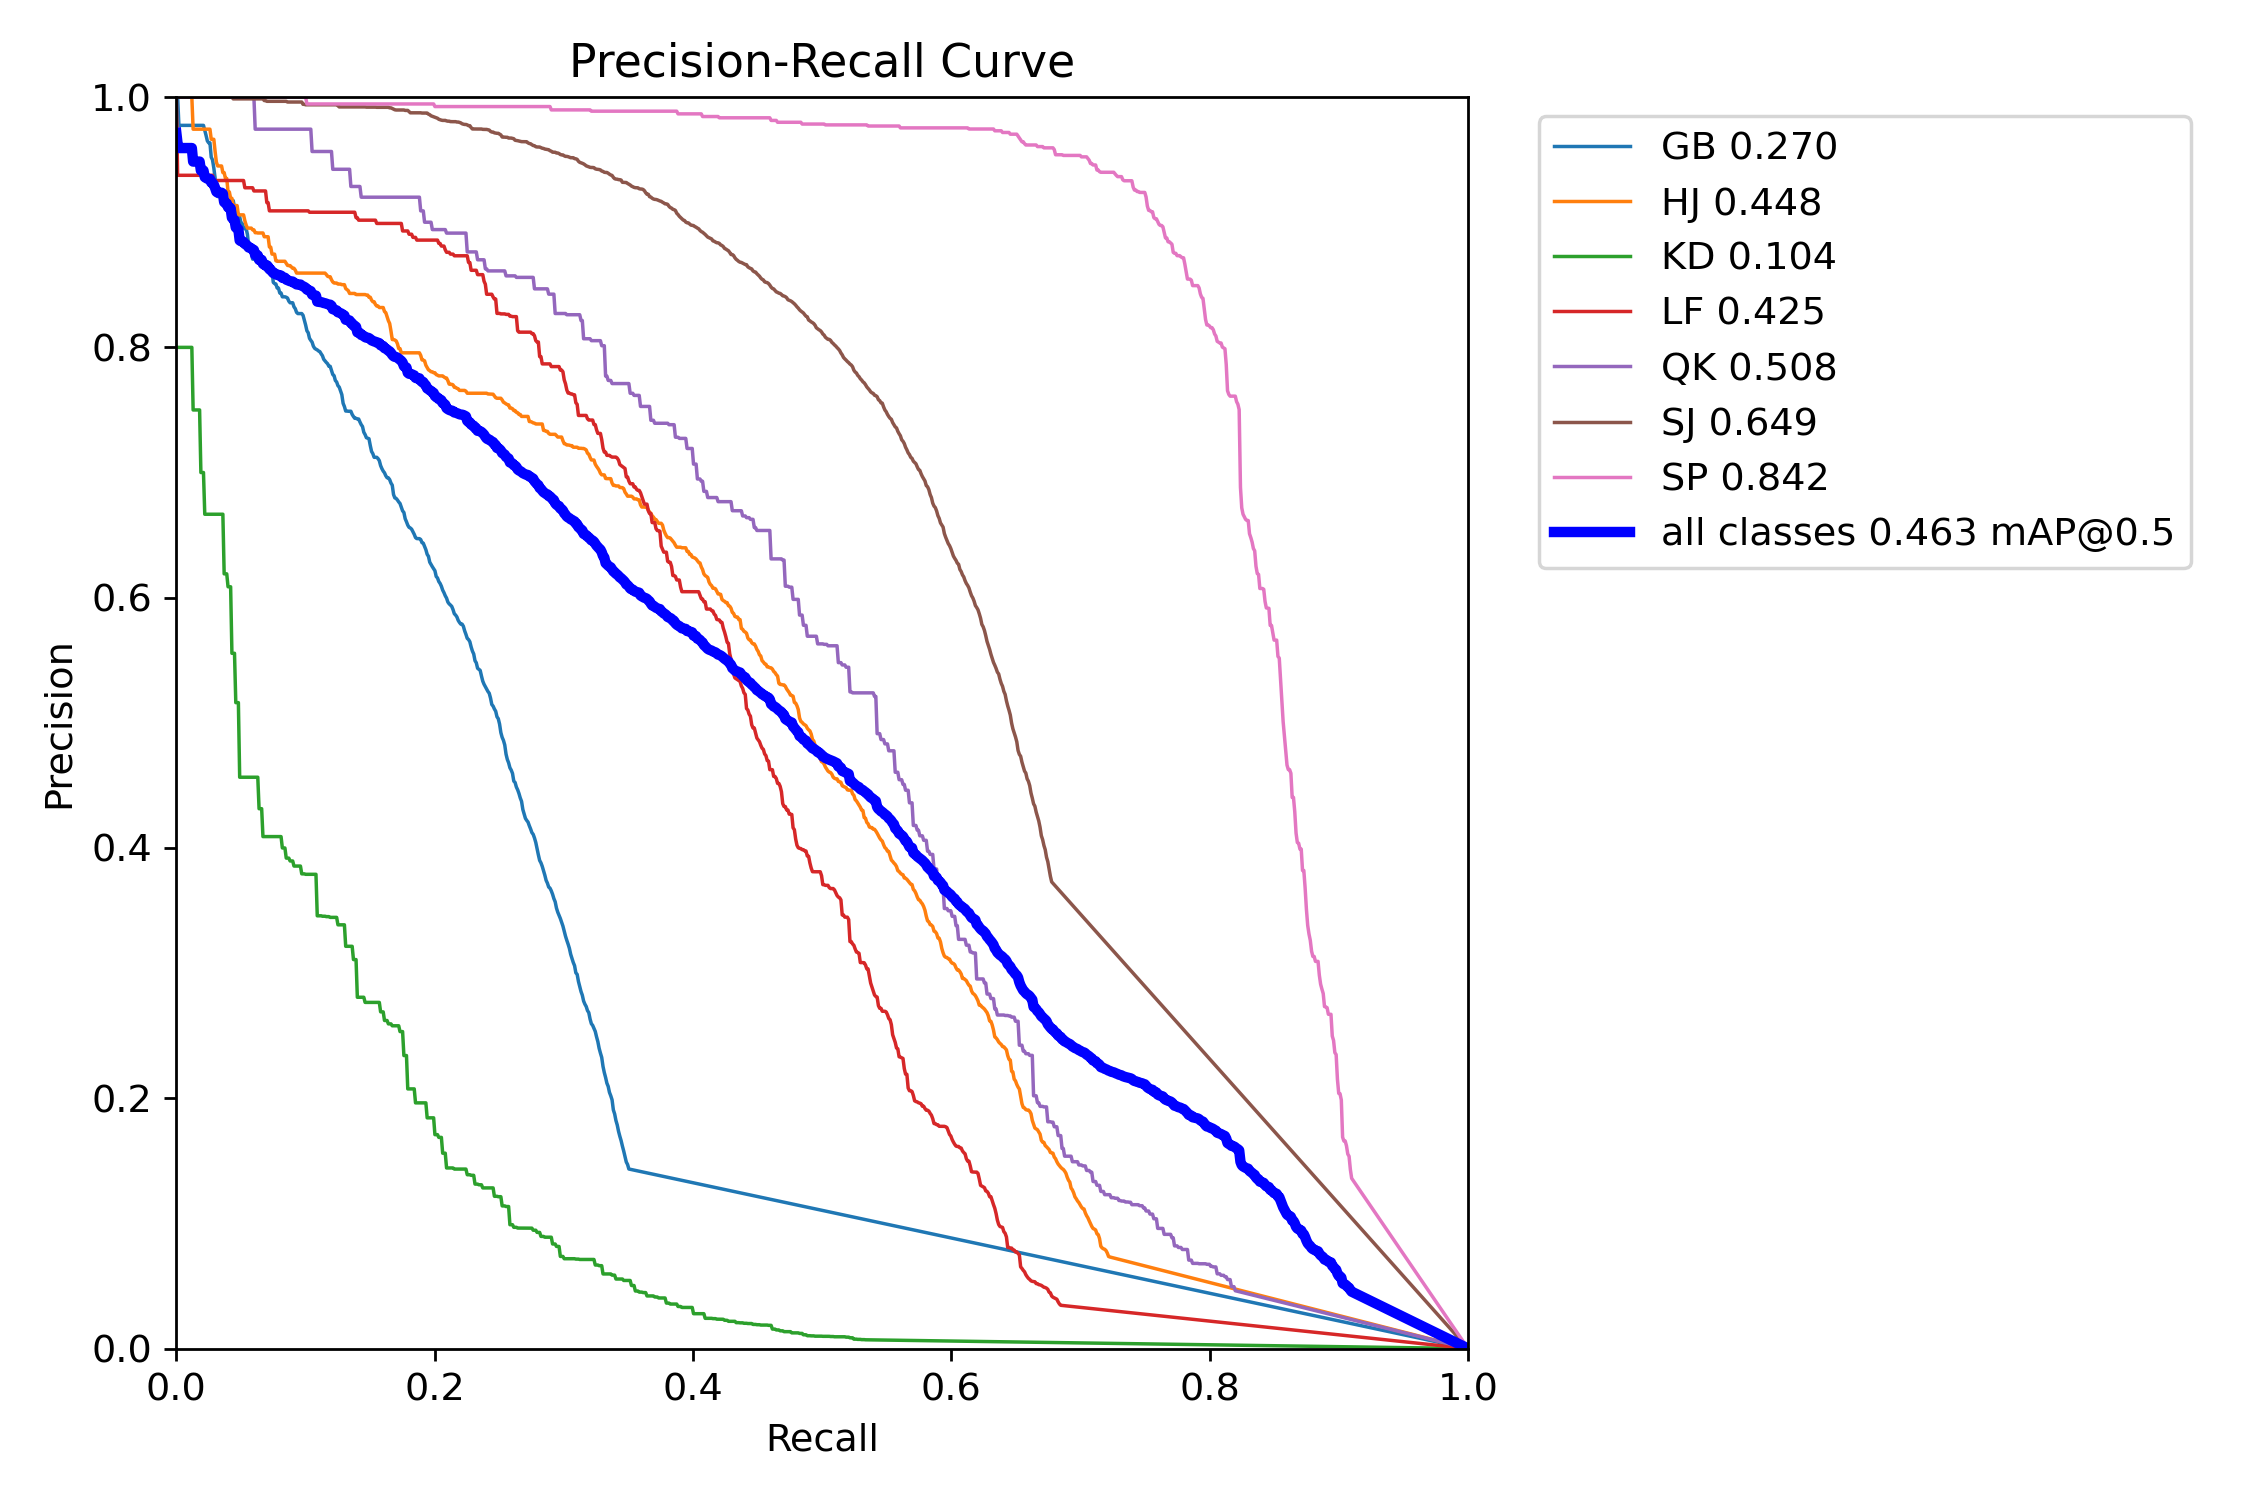 Precision-Recall Curve
1.0
0.8
0.6
0.4
0.2
0.0
Precision
0.0 0.2 0.4 0.6 0.8 1.0
Recall
GB 0.270
HJ 0.448
KD 0.104
LF 0.425
QK 0.508
SJ 0.649
SP 0.842
all classes 0.463 mAP@0.5